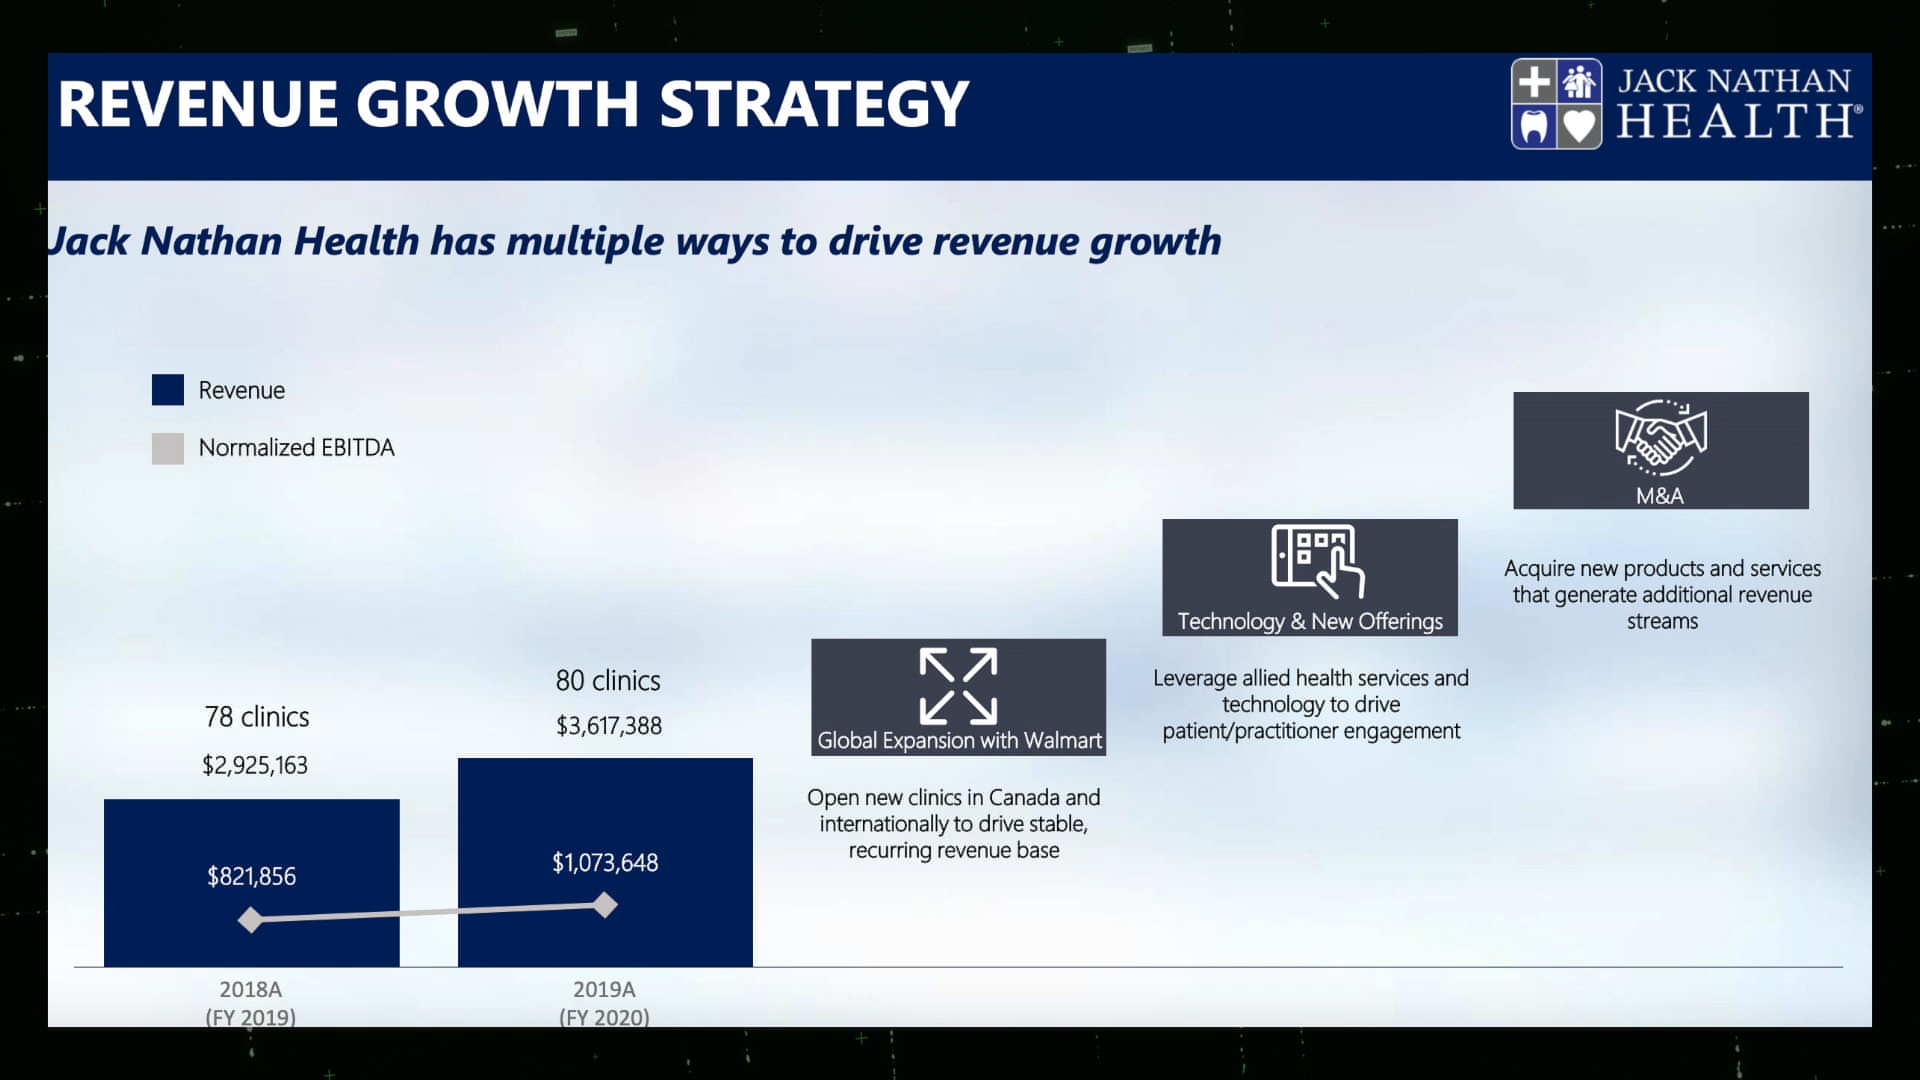 REVENUE GROWTH STRATEGY
JACK NATHAN
HEALTH®
Jack Nathan Health has multiple ways to drive revenue growth
Revenue
Normalized EBITDA
78 clinics
$2,925,163
$821,856
2018A
(FY 2019)
80 clinics
$3,617,388
$1,073,648
2019A
(FY 2020)
Global Expansion with Walmart
Open new clinics in Canada and
internationally to drive stable,
recurring revenue base
Technology & New Offerings
Leverage allied health services and
technology to drive
patient/practitioner engagement
M&A
Acquire new products and services
that generate additional revenue
streams